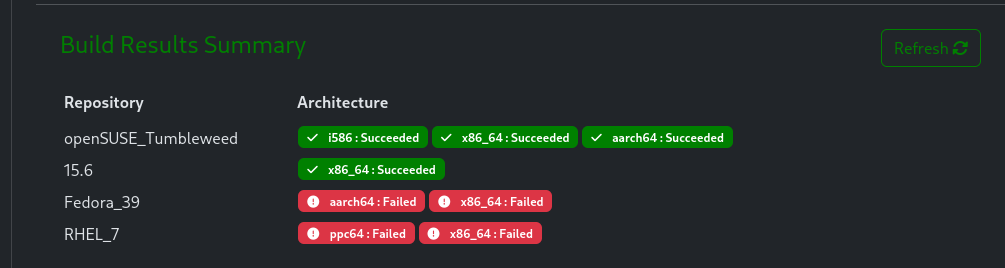 Build Results Summary
Refresh
Repository Architecture
openSUSE_Tumbleweed i586 : Succeeded x86_64 : Succeeded aarch64 : Succeeded
15.6 x86_64 : Succeeded
Fedora_39 aarch64 : Failed x86_64 : Failed
RHEL_7 ppc64 : Failed x86_64 : Failed